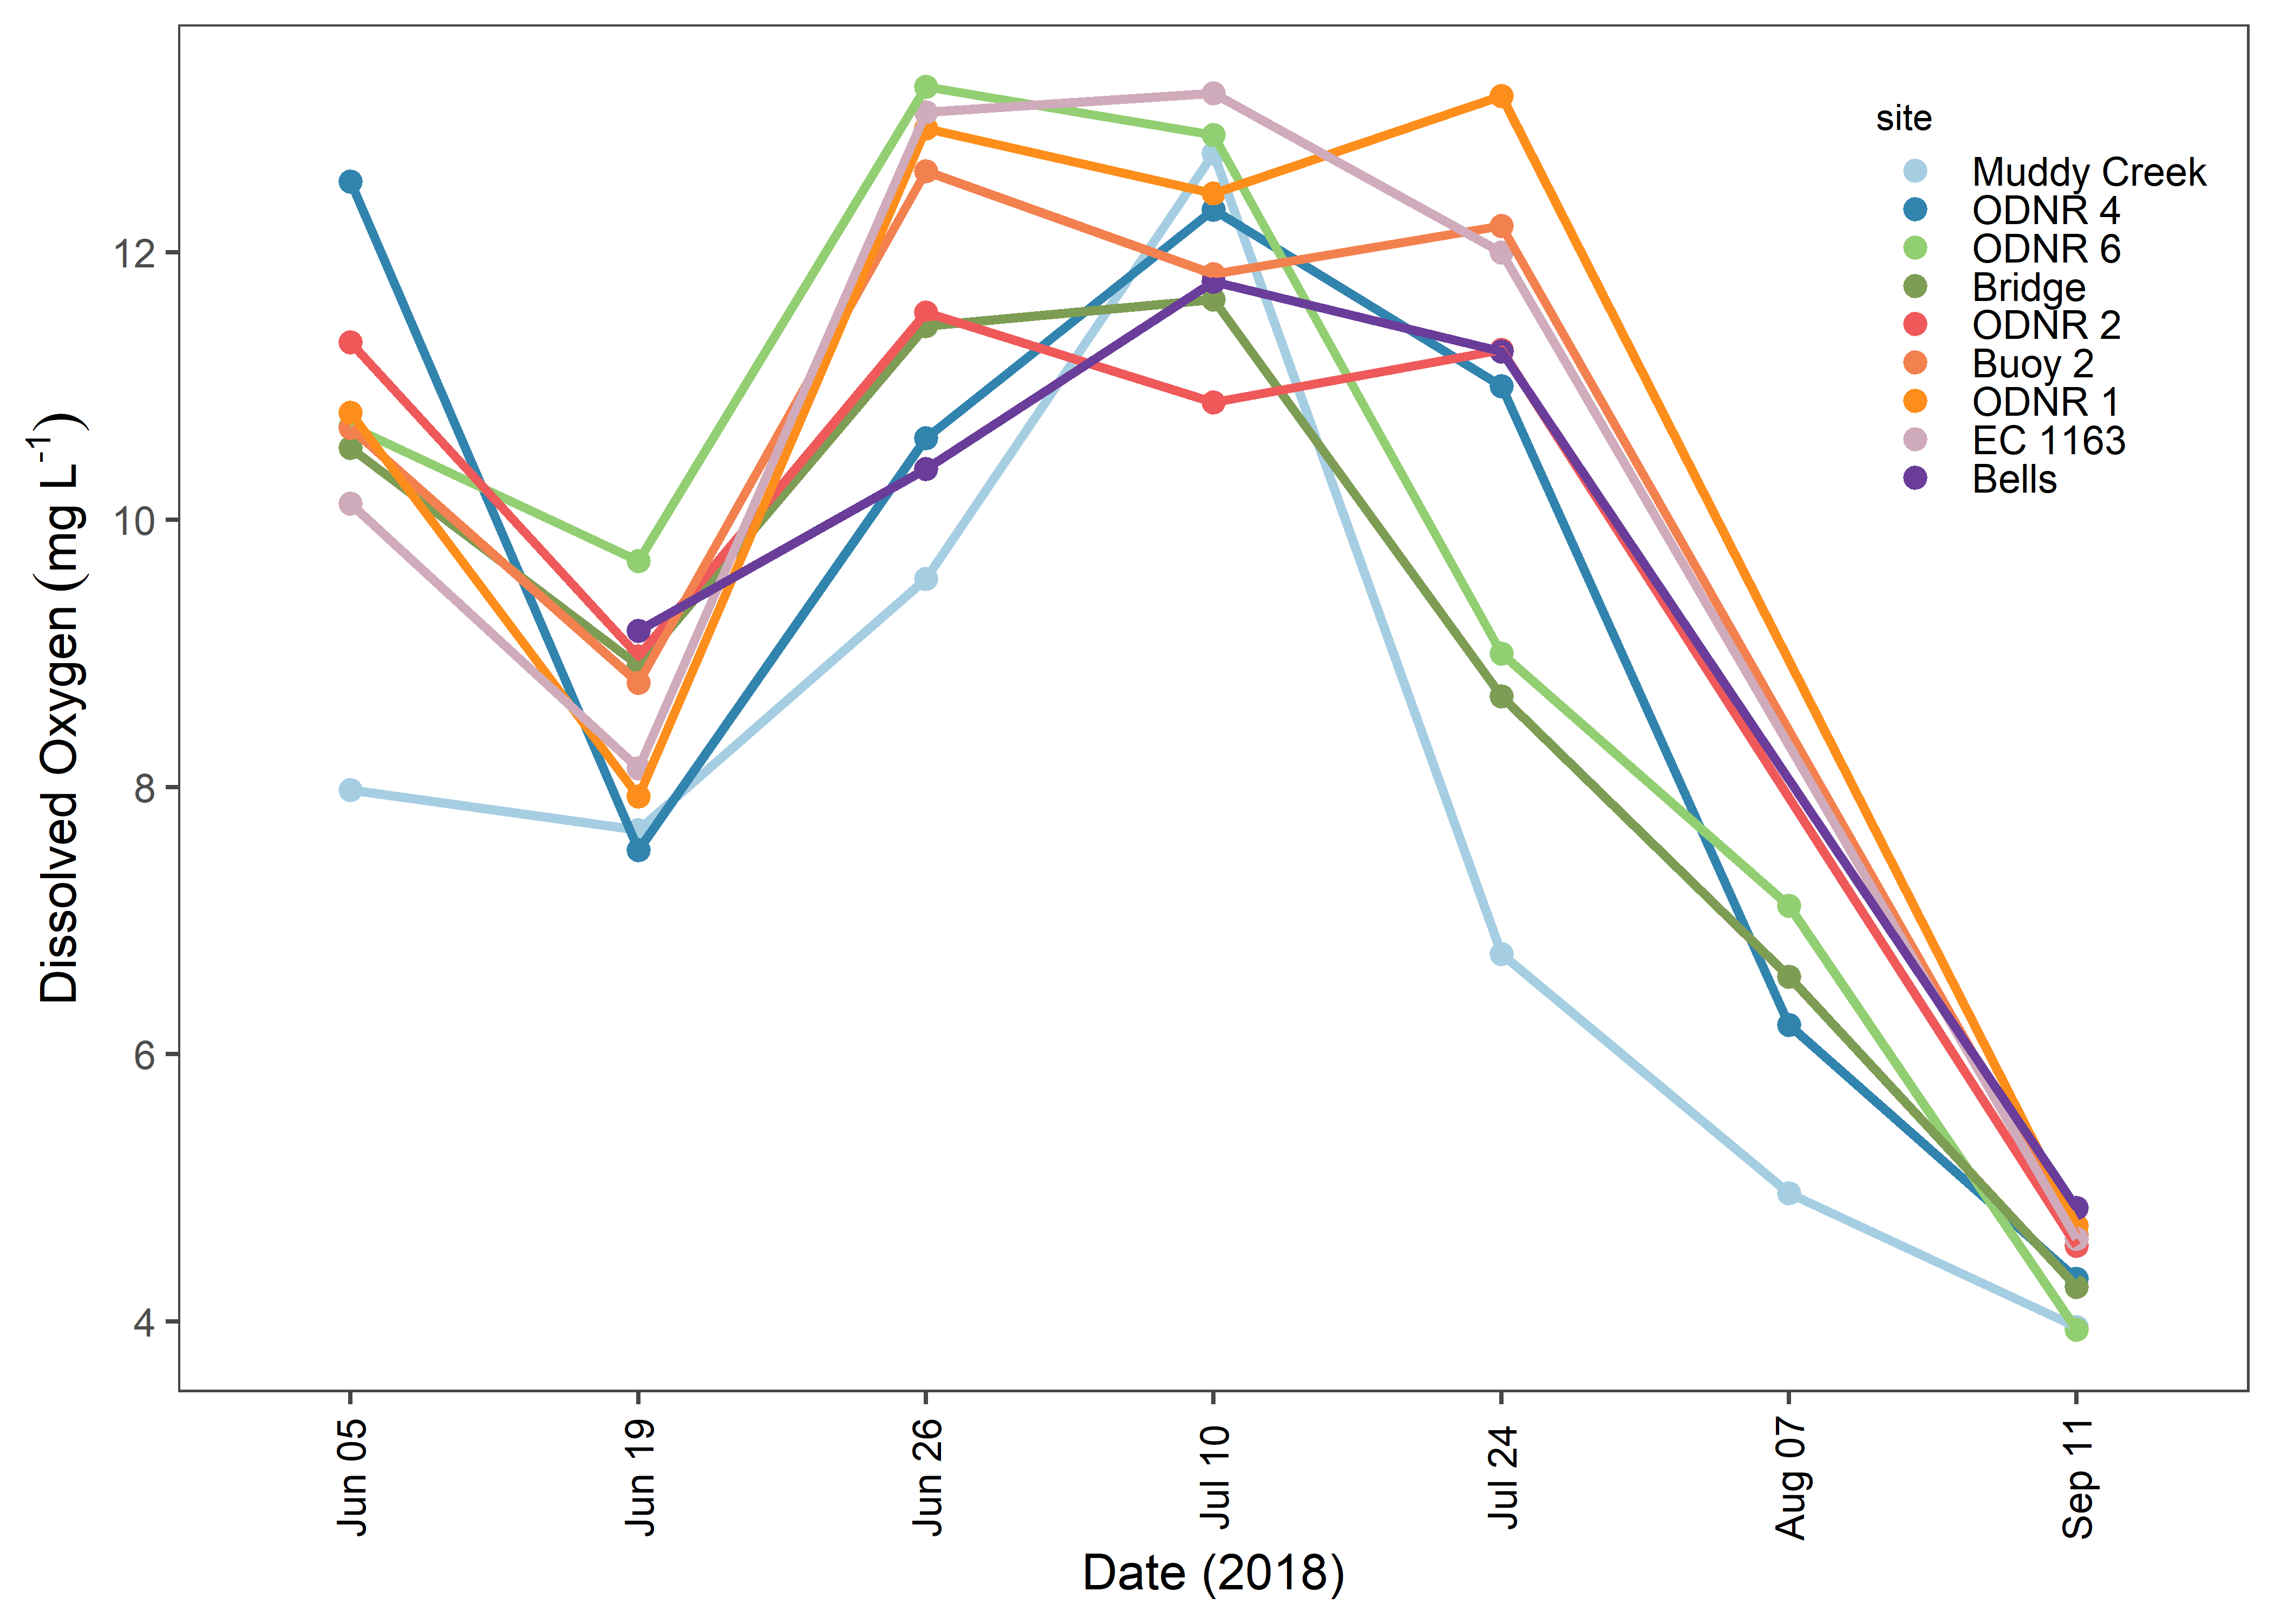 site
Muddy Creek
ODNR 4
ODNR 6
Bridge
ODNR 2
Buoy 2
ODNR 1
EC 1163
Bells
Dissolved Oxygen (mg L⁻¹)
12
10
8
6
4
Jun 05
Jun 19
Jun 26
Jul 10
Jul 24
Aug 07
Sep 11
Date (2018)